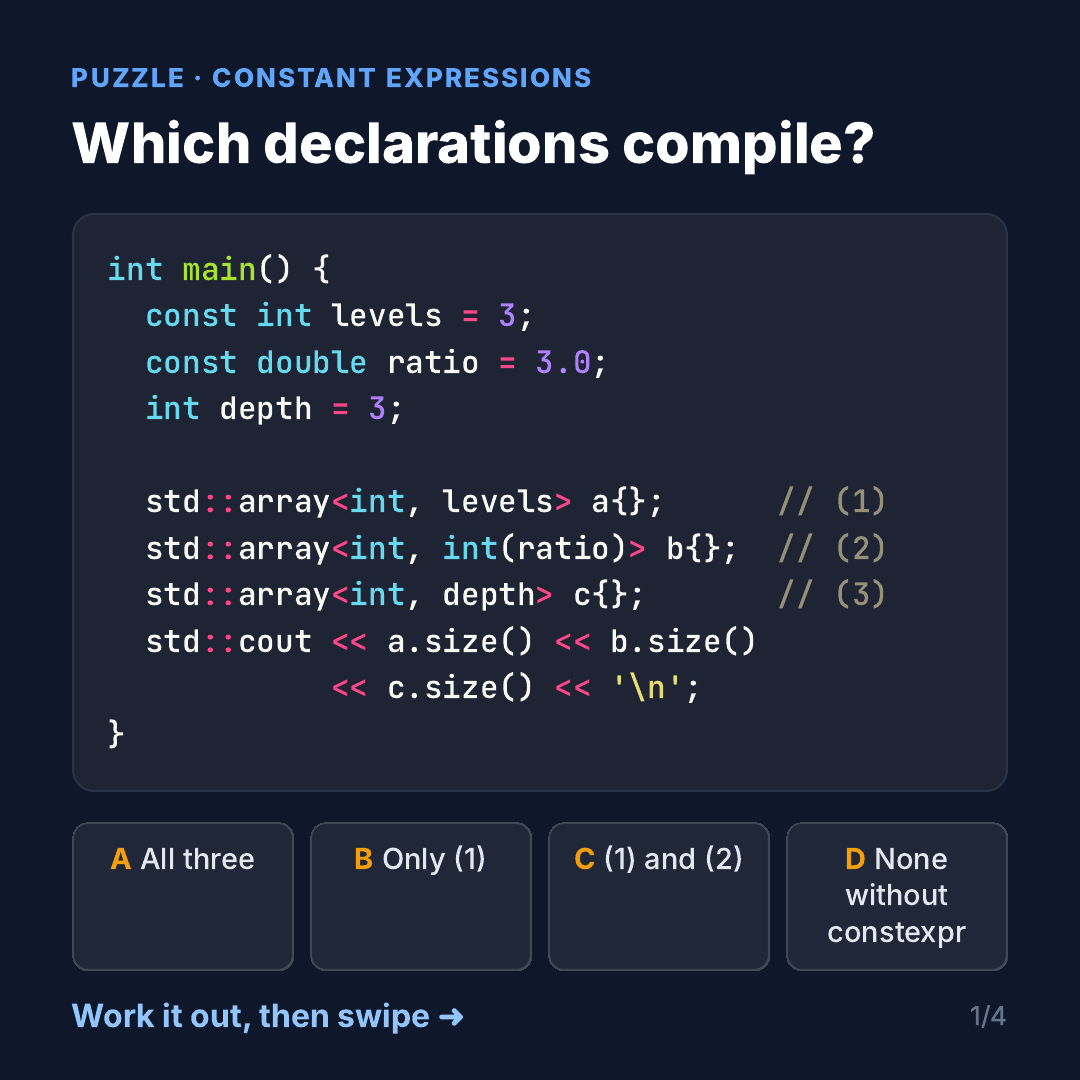 PUZZLE · CONSTANT EXPRESSIONS
Which declarations compile?
int main() {
  const int levels = 3;
  const double ratio = 3.0;
  int depth = 3;
  std::array<int, levels> a{};      // (1)
  std::array<int, int(ratio)> b{};  // (2)
  std::array<int, depth> c{};       // (3)
  std::cout << a.size() << b.size()
            << c.size() << '\n';
}
A All three
B Only (1)
C (1) and (2)
D None
without
constexpr
Work it out, then swipe ➜
1/4